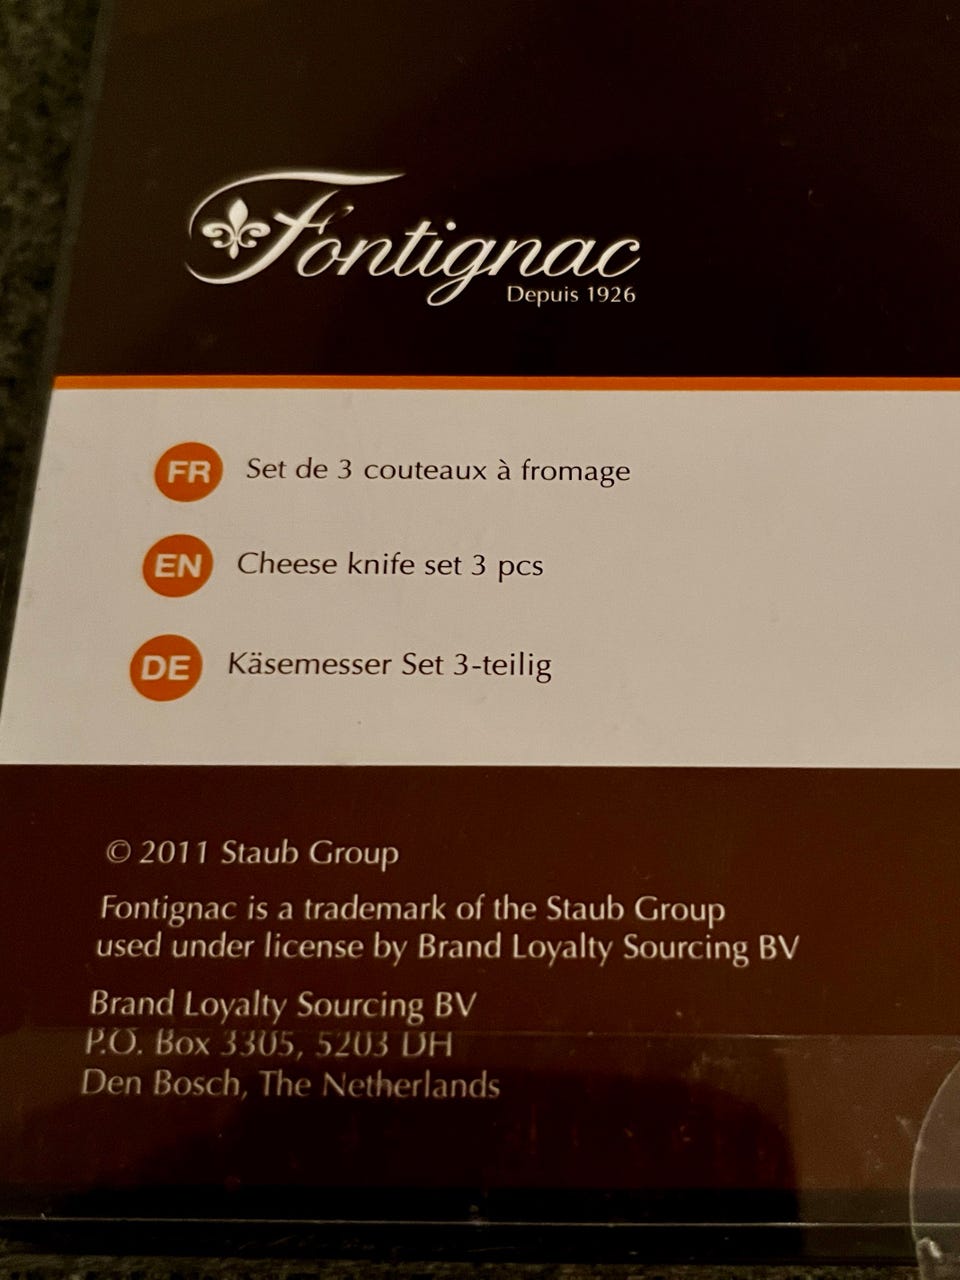 Fontignac
Depuis 1926
FR Set de 3 couteaux à fromage
EN Cheese knife set 3 pcs
DE Käsemesser Set 3-teilig
© 2011 Staub Group
Fontignac is a trademark of the Staub Group
used under license by Brand Loyalty Sourcing BV
Brand Loyalty Sourcing BV
P.O. Box 3305, 5203 DH
Den Bosch, The Netherlands